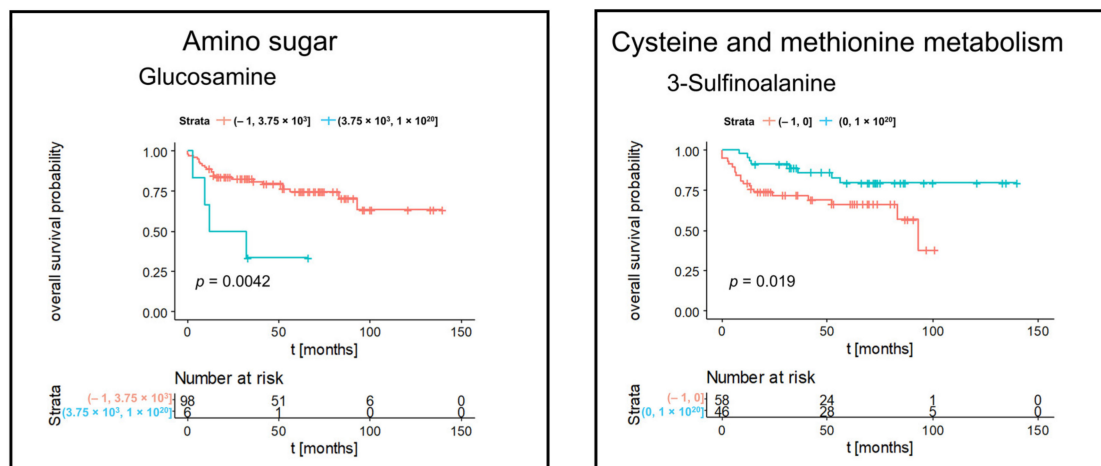 Amino sugar
Glucosamine
Strata (– 1, 3.75 × 10³] (3.75 × 10³, 1 × 10²⁰]
overall survival probability
1.00
0.75
0.50
0.25
0.00
p = 0.0042
0 50 100 150
t [months]
Number at risk
Strata
(– 1, 3.75 × 10³] 98 51 6 0
(3.75 × 10³, 1 × 10²⁰] 6 1 0 0
0 50 100 150
t [months]
Cysteine and methionine metabolism
3-Sulfinoalanine
Strata (– 1, 0] (0, 1 × 10²⁰]
overall survival probability
1.00
0.75
0.50
0.25
0.00
p = 0.019
0 50 100 150
t [months]
Number at risk
Strata
(– 1, 0] 58 24 1 0
(0, 1 × 10²⁰] 46 28 5 0
0 50 100 150
t [months]